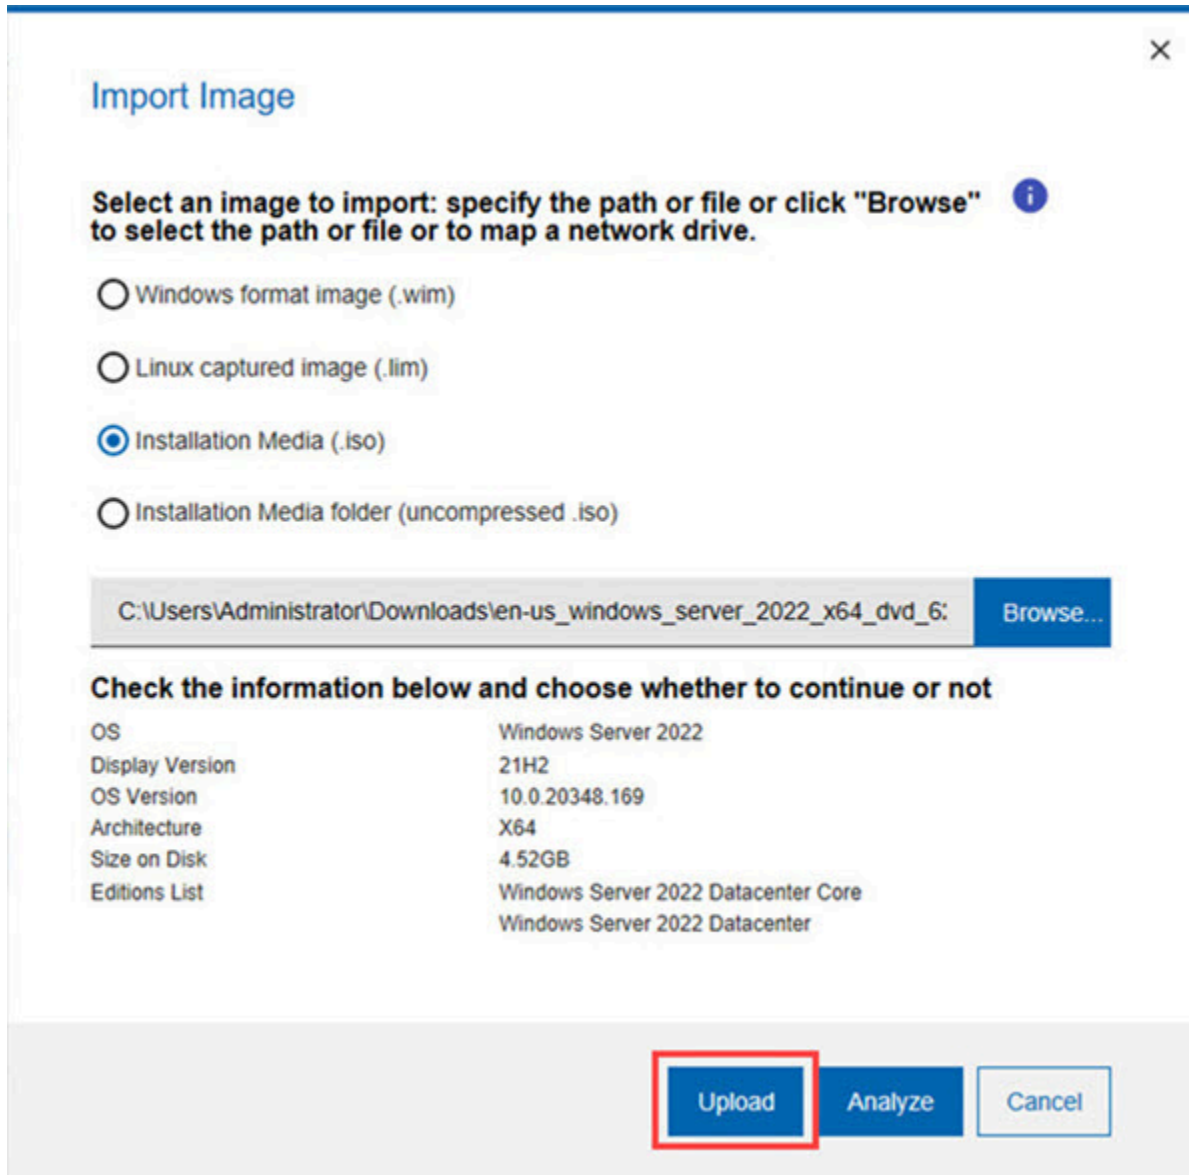 Import Image
Select an image to import: specify the path or file or click "Browse"
to select the path or file or to map a network drive.
Windows format image (.wim)
Linux captured image (.lim)
Installation Media (.iso)
Installation Media folder (uncompressed .iso)
C:\Users\Administrator\Downloads\en-us_windows_server_2022_x64_dvd_62 Browse...
Check the information below and choose whether to continue or not
OS Windows Server 2022
Display Version 21H2
OS Version 10.0.20348.169
Architecture X64
Size on Disk 4.52GB
Editions List Windows Server 2022 Datacenter Core
Windows Server 2022 Datacenter
Upload Analyze Cancel